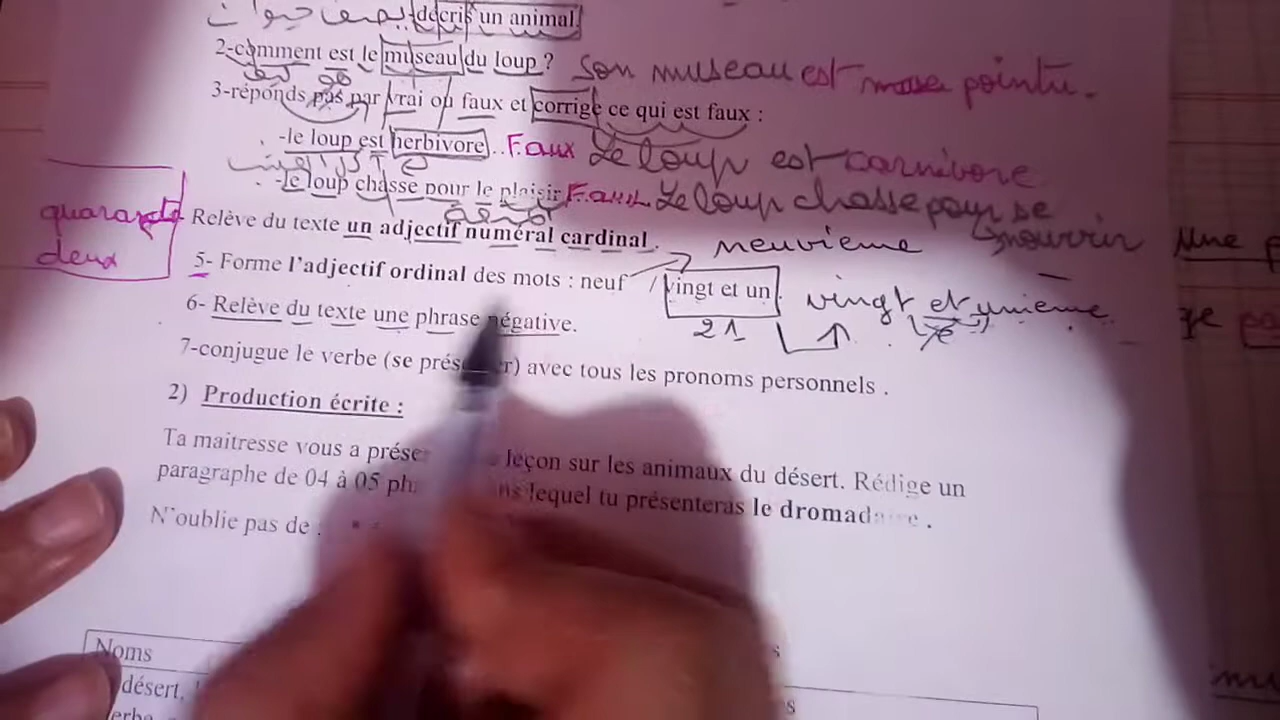 décris un animal.
2-comment est le museau du loup ? Son museau est pointu.
3-réponds pas par vrai ou faux et corrige ce qui est faux :
-le loup est herbivore.. Faux Le loup est carnivore
-le loup chasse pour le plaisir Faux Le loup chasse pour se
nourrir
quarante
deux
Relève du texte un adjectif numéral cardinal .
neuvième
5- Forme l'adjectif ordinal des mots : neuf / vingt et un. vingt et unième
21
6- Relève du texte une phrase négative.
7-conjugue le verbe (se prés er) avec tous les pronoms personnels .
2) Production écrite :
Ta maitresse vous a prése leçon sur les animaux du désert. Rédige un
paragraphe de 04 à 05 ph ns lequel tu présenteras le dromadaire .
N'oublie pas de :
Noms
désert,
une